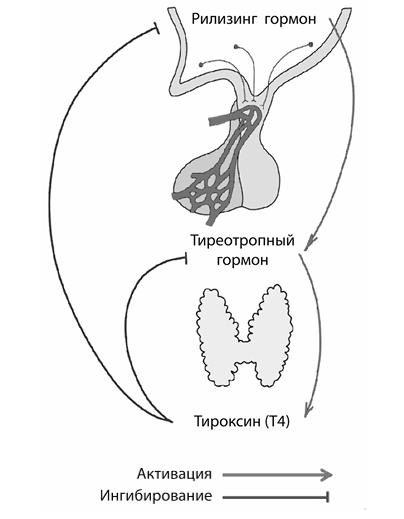 Рилизинг гормон
Тиреотропный
гормон
Тироксин (Т4)
Активация
Ингибирование